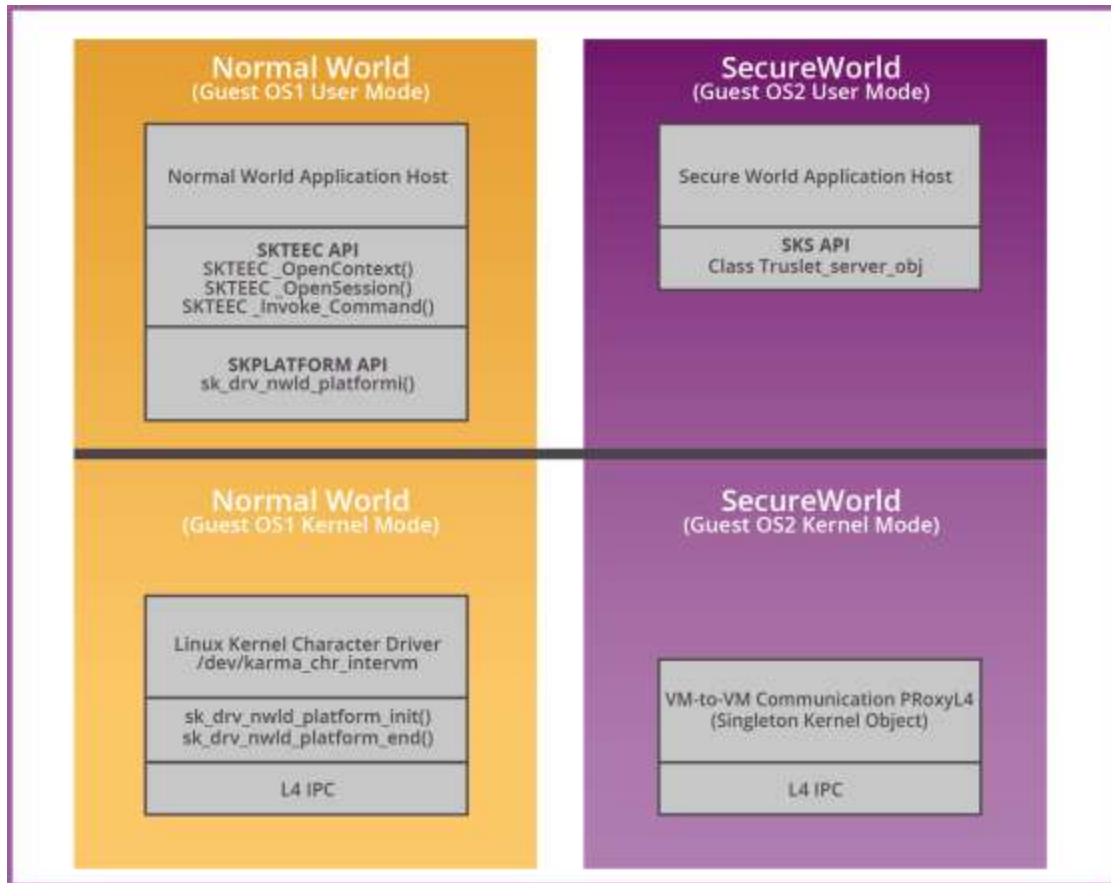 Normal World
(Guest OS1 User Mode)
Normal World Application Host
SKTEEC API
SKTEEC _OpenContext()
SKTEEC _OpenSession()
SKTEEC _Invoke_Command()
SKPLATFORM API
sk_drv_nwld_platformi()
SecureWorld
(Guest OS2 User Mode)
Secure World Application Host
SKS API
Class Truslet_server_obj
Normal World
(Guest OS1 Kernel Mode)
Linux Kernel Character Driver
/dev/karma_chr_intervm
sk_drv_nwld_platform_init()
sk_drv_nwld_platform_end()
L4 IPC
SecureWorld
(Guest OS2 Kernel Mode)
VM-to-VM Communication PRoxyL4
(Singleton Kernel Object)
L4 IPC